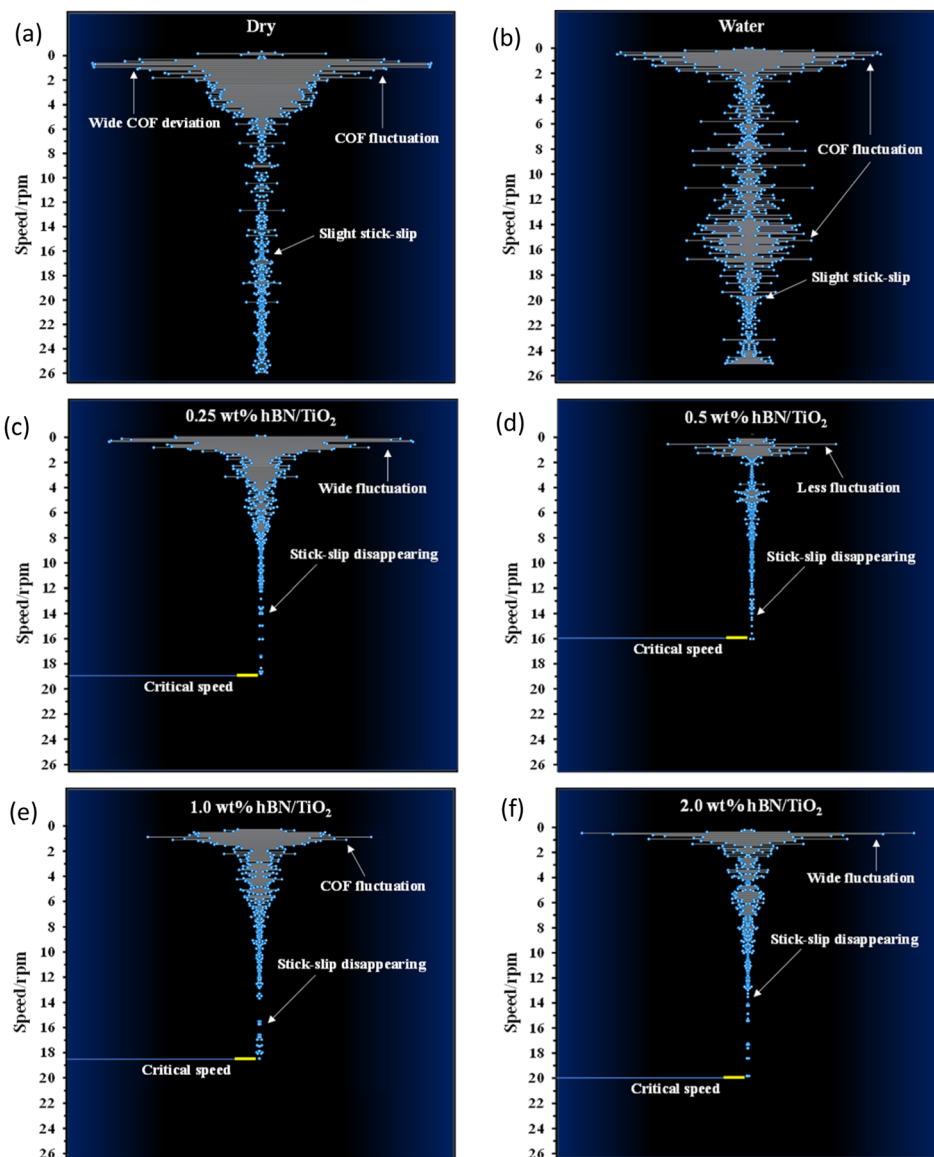 (a)
Dry
0
2
4
6
8
10
12
14
16
18
20
22
24
26
Speed/rpm
Wide COF deviation
COF fluctuation
Slight stick-slip
(b)
Water
0
2
4
6
8
10
12
14
16
18
20
22
24
26
Speed/rpm
COF fluctuation
Slight stick-slip
(c)
0.25 wt% hBN/TiO₂
0
2
4
6
8
10
12
14
16
18
20
22
24
26
Speed/rpm
Wide fluctuation
Stick-slip disappearing
Critical speed
(d)
0.5 wt% hBN/TiO₂
0
2
4
6
8
10
12
14
16
18
20
22
24
26
Speed/rpm
Less fluctuation
Stick-slip disappearing
Critical speed
(e)
1.0 wt% hBN/TiO₂
0
2
4
6
8
10
12
14
16
18
20
22
24
26
Speed/rpm
COF fluctuation
Stick-slip disappearing
Critical speed
(f)
2.0 wt% hBN/TiO₂
0
2
4
6
8
10
12
14
16
18
20
22
24
26
Speed/rpm
Wide fluctuation
Stick-slip disappearing
Critical speed